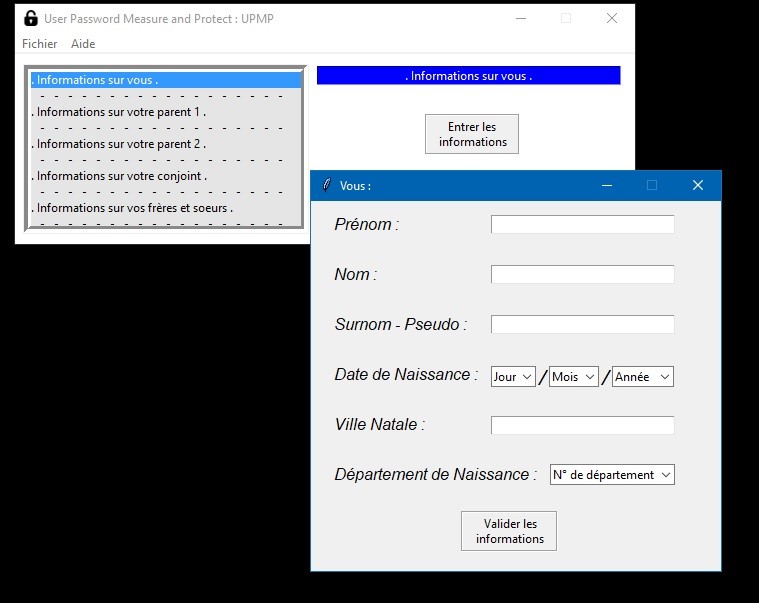 User Password Measure and Protect : UPMP
Fichier Aide
. Informations sur vous .
- - - - - - - - - - - - - - - - - -
. Informations sur votre parent 1 .
- - - - - - - - - - - - - - - - - -
. Informations sur votre parent 2 .
- - - - - - - - - - - - - - - - - -
. Informations sur votre conjoint .
- - - - - - - - - - - - - - - - - -
. Informations sur vos frères et soeurs .
- - - - - - - - - - - - - - - - - -
. Informations sur vous .
Entrer les
informations
Vous :
Prénom :
Nom :
Surnom - Pseudo :
Date de Naissance : Jour / Mois / Année
Ville Natale :
Département de Naissance : N° de département
Valider les
informations